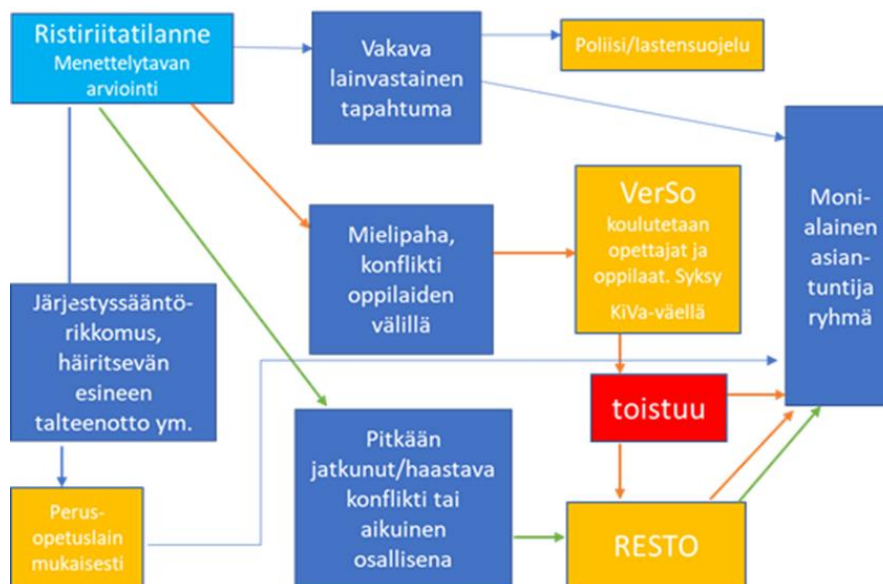 Ristiriitatilanne
Menettelytavan
arviointi
Vakava
lainvastainen
tapahtuma
Poliisi/lastensuojelu
Moni-
alainen
asian-
tuntija
ryhmä
Mielipaha,
konflikti
oppilaiden
välillä
VerSo
koulutetaan
opettajat ja
oppilaat. Syksy
KiVa-väellä
Järjestyssääntö-
rikkomus,
häiritsevän
esineen
talteenotto ym.
toistuu
Pitkään
jatkunut/haastava
konflikti tai
aikuinen
osallisena
Perus-
opetuslain
mukaisesti
RESTO